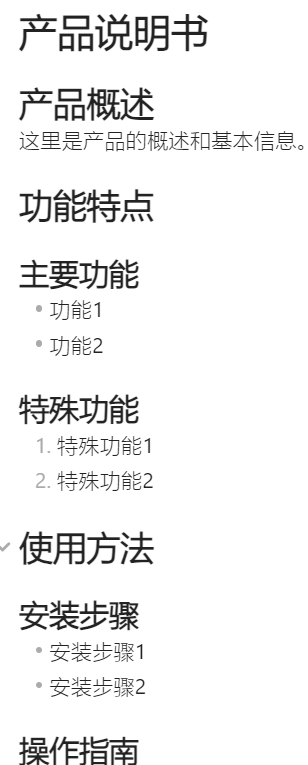 产品说明书
产品概述
这里是产品的概述和基本信息。
功能特点
主要功能
• 功能1
• 功能2
特殊功能
1. 特殊功能1
2. 特殊功能2
使用方法
安装步骤
• 安装步骤1
• 安装步骤2
操作指南